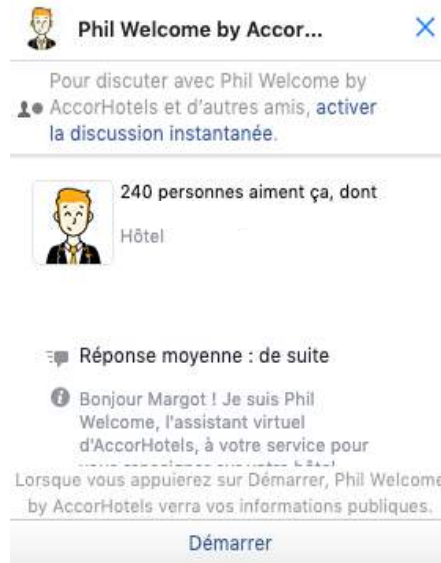 Phil Welcome by Accor...
Pour discuter avec Phil Welcome by
AccorHotels et d'autres amis, activer
la discussion instantanée.
240 personnes aiment ça, dont
Hôtel
Réponse moyenne : de suite
Bonjour Margot ! Je suis Phil
Welcome, l'assistant virtuel
d'AccorHotels, à votre service pour
Lorsque vous appuierez sur Démarrer, Phil Welcome
by AccorHotels verra vos informations publiques.
Démarrer